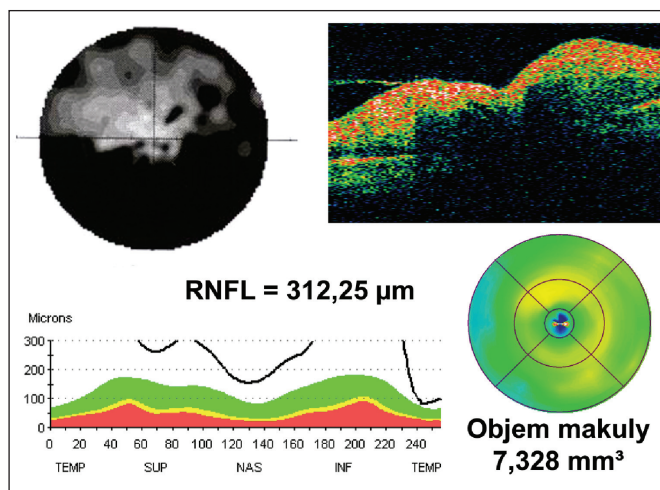 RNFL = 312,25 µm
Microns
300
200
100
0
0 20 40 60 80 100 120 140 160 180 200 220 240
TEMP SUP NAS INF TEMP
Objem makuly
7,328 mm³